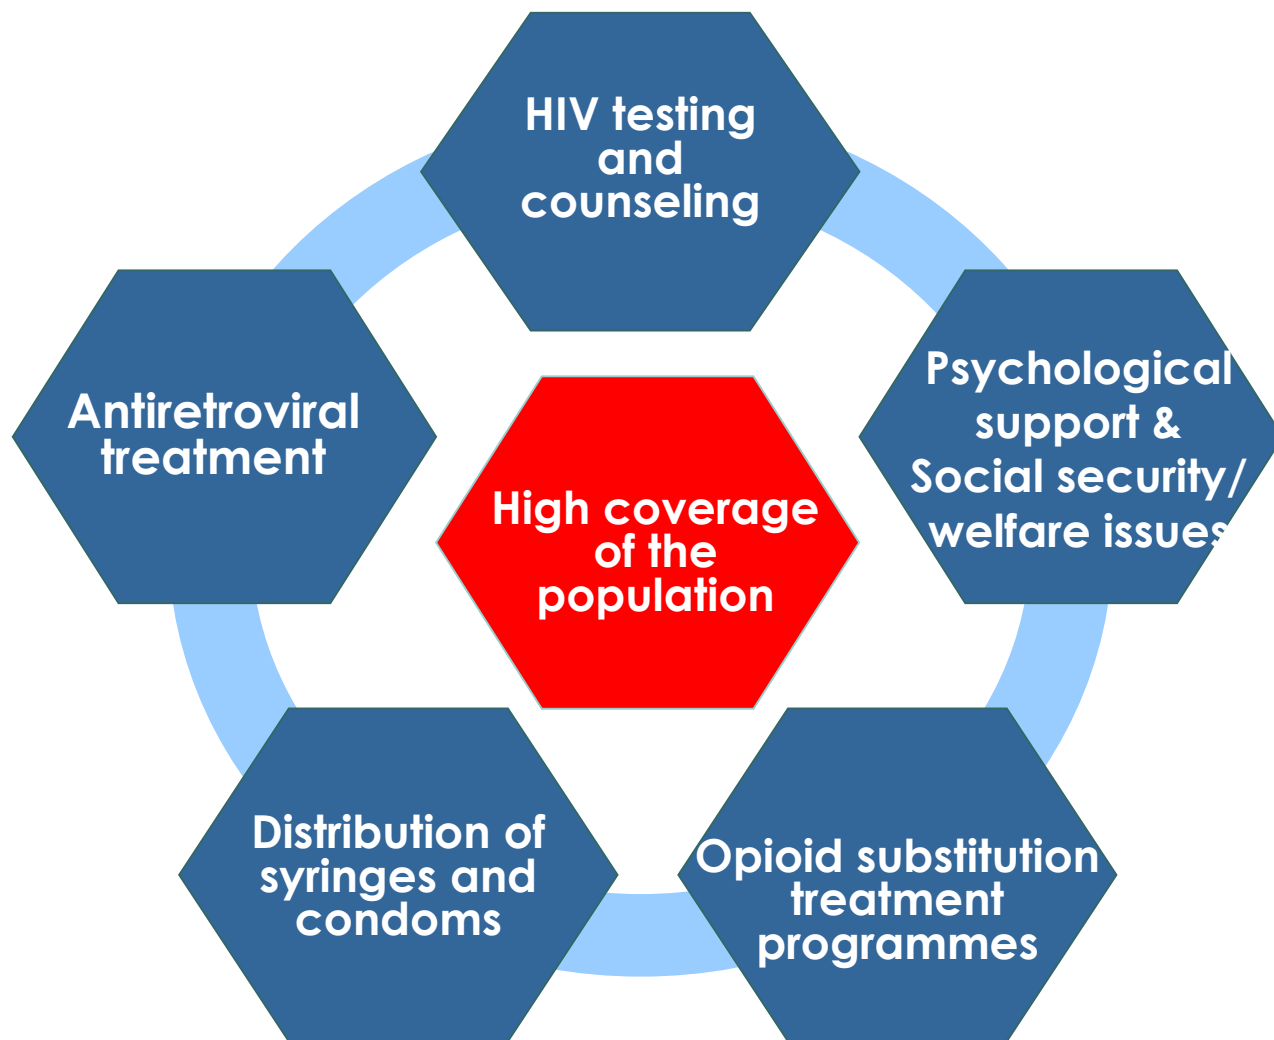 HIV testing
and
counseling
Psychological
support &
Social security/
welfare issues
Antiretroviral
treatment
High coverage
of the
population
Distribution of
syringes and
condoms
Opioid substitution
treatment
programmes